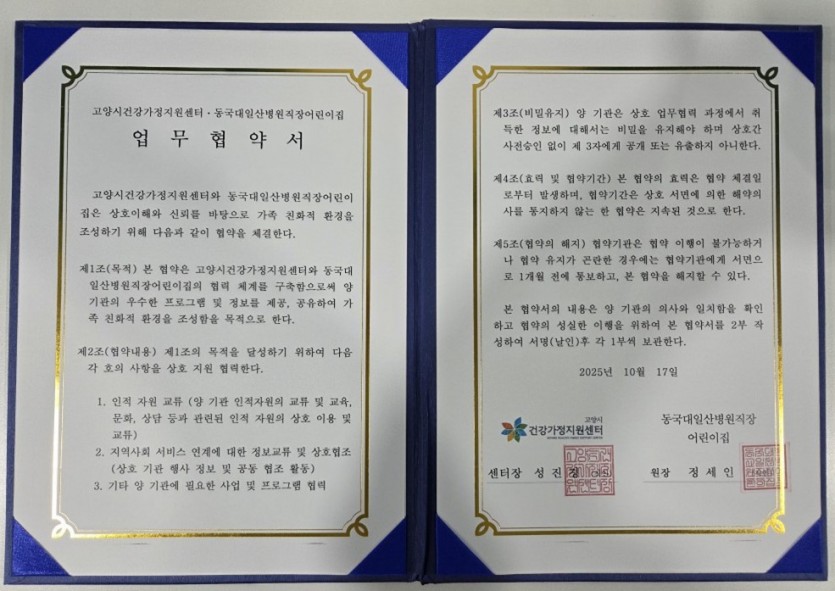 고양시건강가정지원센터 · 동국대일산병원직장어린이집
업 무 협 약 서
고양시건강가정지원센터와 동국대일산병원직장어린이
집은 상호이해와 신뢰를 바탕으로 가족 친화적 환경을
조성하기 위해 다음과 같이 협약을 체결한다.
제1조(목적) 본 협약은 고양시건강가정지원센터와 동국대
일산병원직장어린이집의 협력 체계를 구축함으로써 양
기관의 우수한 프로그램 및 정보를 제공, 공유하여 가
족 친화적 환경을 조성함을 목적으로 한다.
제2조(협약내용) 제1조의 목적을 달성하기 위하여 다음
각 호의 사항을 상호 지원 협력한다.
1. 인적 자원 교류 (양 기관 인적자원의 교류 및 교육,
문화, 상담 등과 관련된 인적 자원의 상호 이용 및
교류)
2. 지역사회 서비스 연계에 대한 정보교류 및 상호협조
(상호 기관 행사 정보 및 공동 협조 활동)
3. 기타 양 기관에 필요한 사업 및 프로그램 협력
제3조(비밀유지) 양 기관은 상호 업무협력 과정에서 취
득한 정보에 대해서는 비밀을 유지해야 하며 상호간
사전승인 없이 제 3자에게 공개 또는 유출하지 아니한다.
제4조(효력 및 협약기간) 본 협약의 효력은 협약 체결일
로부터 발생하며, 협약기간은 상호 서면에 의한 해약의
사를 통지하지 않는 한 협약은 지속된 것으로 한다.
제5조(협약의 해지) 협약기관은 협약 이행이 불가능하거
나 협약 유지가 곤란한 경우에는 협약기관에게 서면으
로 1개월 전에 통보하고, 본 협약을 해지할 수 있다.
본 협약서의 내용은 양 기관의 의사와 일치함을 확인
하고 협약의 성실한 이행을 위하여 본 협약서를 2부 작
성하여 서명(날인)후 각 1부씩 보관한다.
2025년 10월 17일
고양시
건강가정지원센터
센터장 성진
동국대일산병원직장
어린이집
원장 정세인